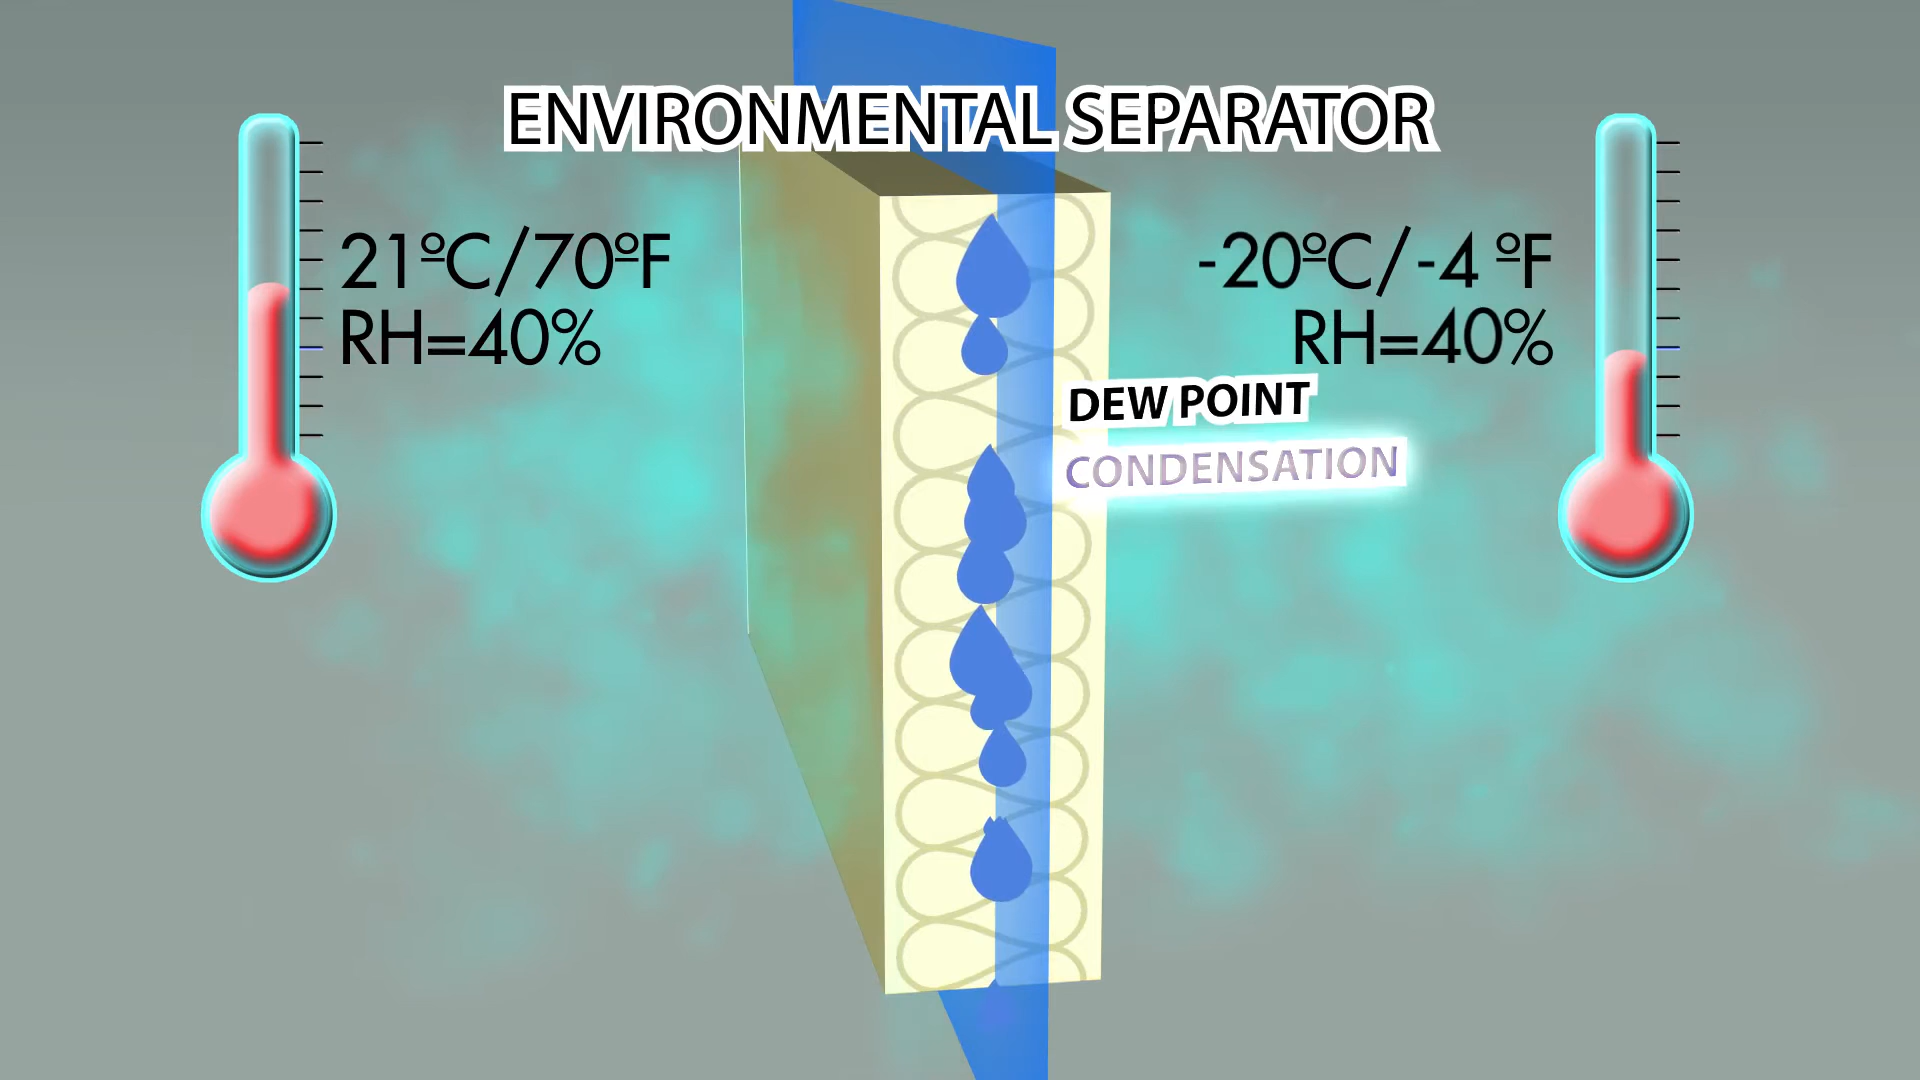 ENVIRONMENTAL SEPARATOR
21ºC/70ºF
RH=40%
-20ºC/-4 ºF
RH=40%
DEW POINT
CONDENSATION